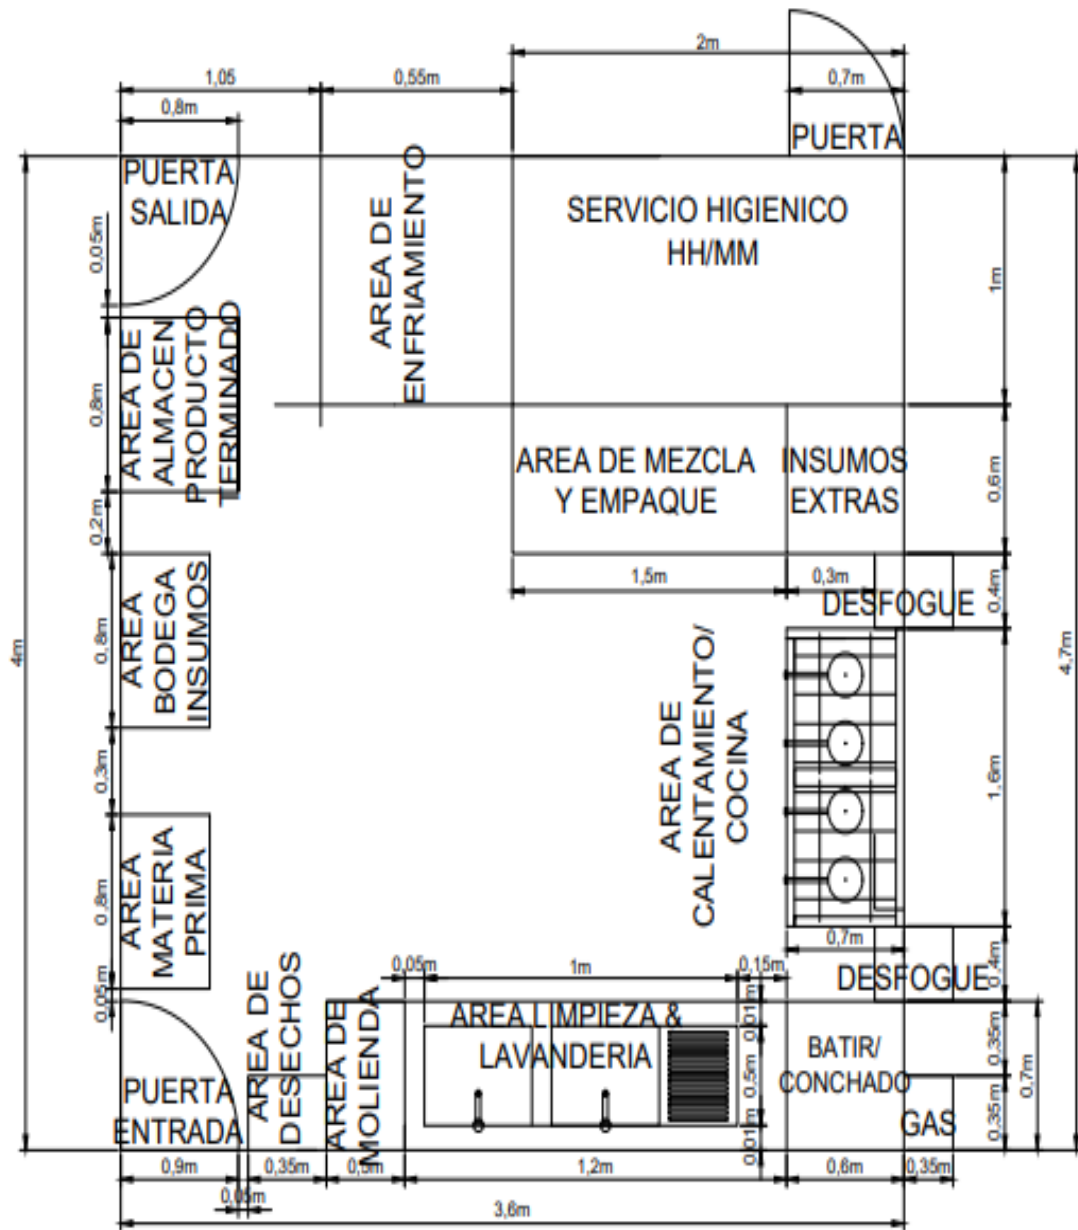 2m
1,05
0,55m
0,7m
0,8m
PUERTA
PUERTA
SALIDA
AREA DE
ENFRIAMIENTO
SERVICIO HIGIENICO
HH/MM
0,05m
1m
AREA DE
ALMACEN
PRODUCTO
TERMINADO
0,8m
AREA DE MEZCLA
Y EMPAQUE
INSUMOS
EXTRAS
0,6m
0,2m
1,5m
0,3m
DESFOGUE
0,4m
AREA
BODEGA
INSUMOS
0,8m
4m
4,7m
AREA DE
CALENTAMIENTO/
COCINA
1,6m
0,3m
AREA
MATERIA
PRIMA
0,8m
0,7m
0,05m
1m
0,15m
DESFOGUE
0,4m
0,05m
AREA DE
DESECHOS
AREA DE
MOLIENDA
AREA LIMPIEZA &
LAVANDERIA
0,01m
0,5m
0,01m
BATIR/
CONCHADO
0,35m
0,7m
PUERTA
ENTRADA
GAS
0,35m
0,9m
0,35m
0,5m
1,2m
0,6m
0,35m
0,05m
3,6m